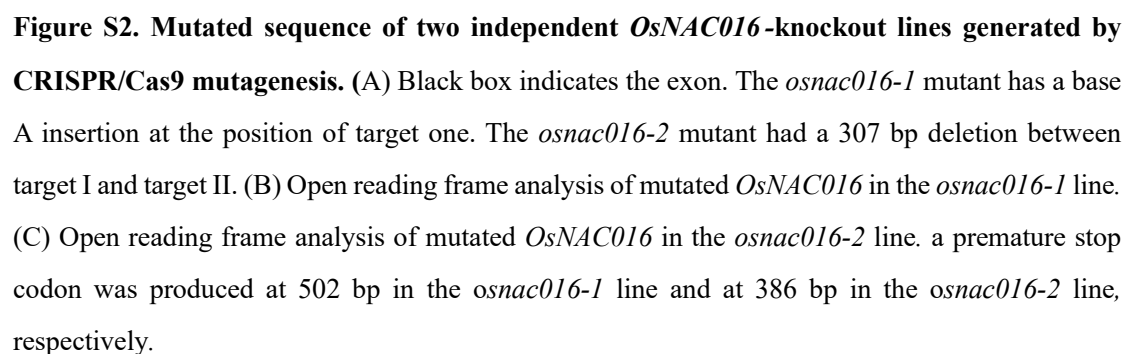 Figure S2. Mutated sequence of two independent OsNAC016-knockout lines generated by
CRISPR/Cas9 mutagenesis. (A) Black box indicates the exon. The osnac016-1 mutant has a base
A insertion at the position of target one. The osnac016-2 mutant had a 307 bp deletion between
target I and target II. (B) Open reading frame analysis of mutated OsNAC016 in the osnac016-1 line.
(C) Open reading frame analysis of mutated OsNAC016 in the osnac016-2 line. a premature stop
codon was produced at 502 bp in the osnac016-1 line and at 386 bp in the osnac016-2 line,
respectively.